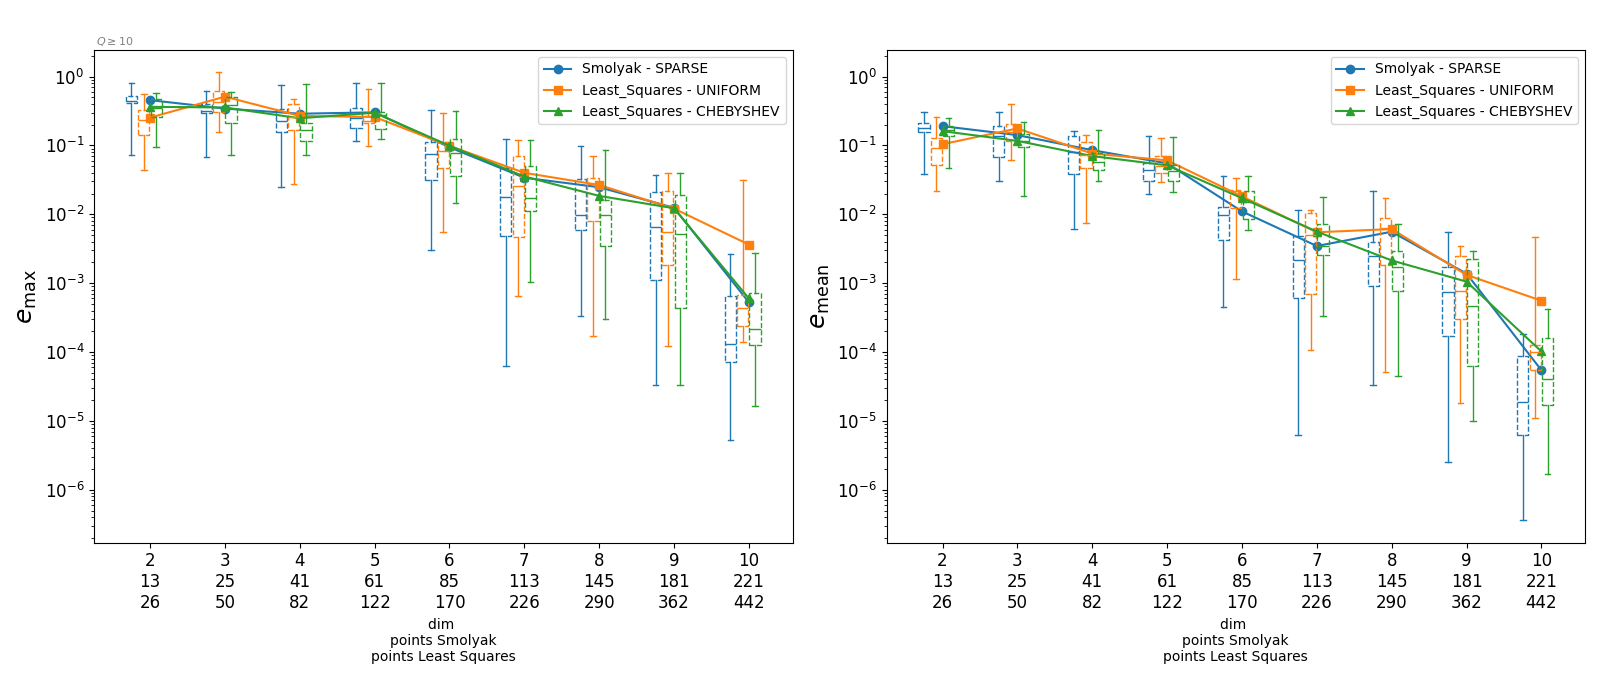 Q ≥ 10
Smolyak - SPARSE
Least_Squares - UNIFORM
Least_Squares - CHEBYSHEV
10⁰
10⁻¹
10⁻²
10⁻³
10⁻⁴
10⁻⁵
10⁻⁶
e_max
2 3 4 5 6 7 8 9 10
13 25 41 61 85 113 145 181 221
26 50 82 122 170 226 290 362 442
dim
points Smolyak
points Least Squares
Smolyak - SPARSE
Least_Squares - UNIFORM
Least_Squares - CHEBYSHEV
10⁰
10⁻¹
10⁻²
10⁻³
10⁻⁴
10⁻⁵
10⁻⁶
e_mean
2 3 4 5 6 7 8 9 10
13 25 41 61 85 113 145 181 221
26 50 82 122 170 226 290 362 442
dim
points Smolyak
points Least Squares